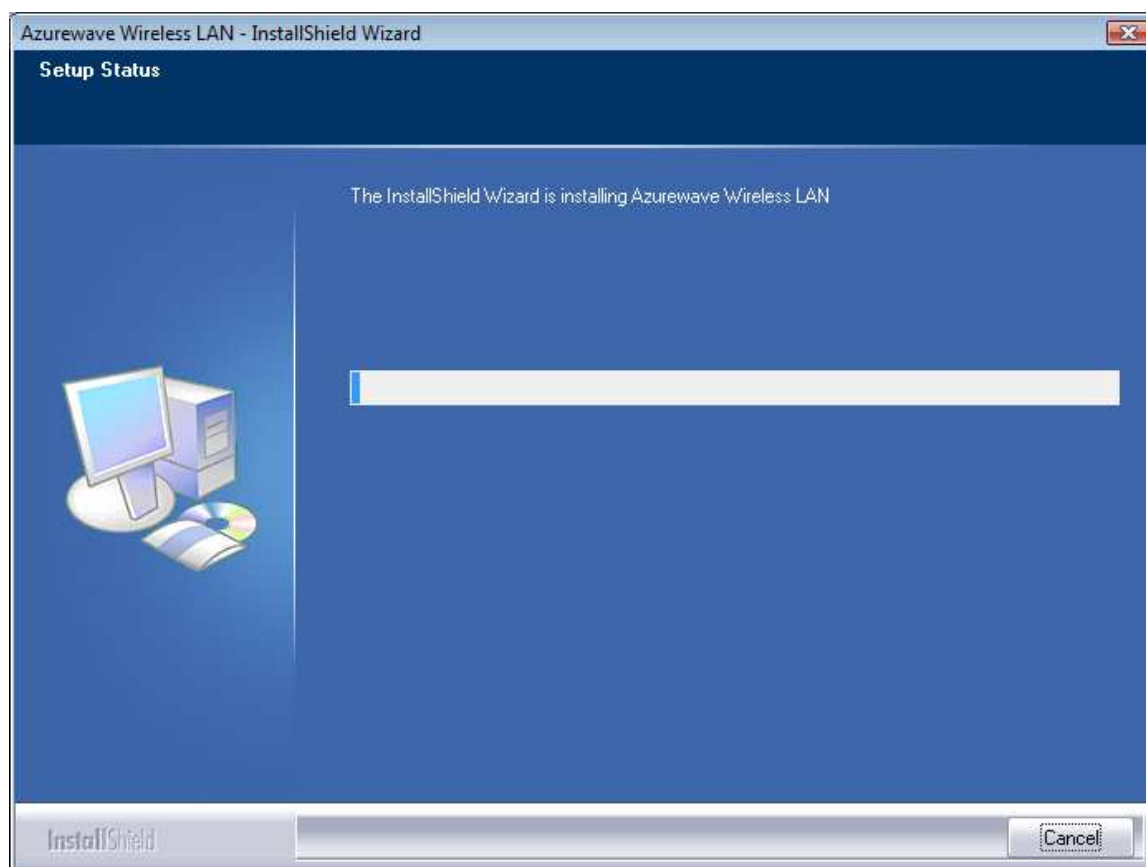 Azurewave Wireless LAN - InstallShield Wizard
Setup Status
The InstallShield Wizard is installing Azurewave Wireless LAN
InstallShield
Cancel